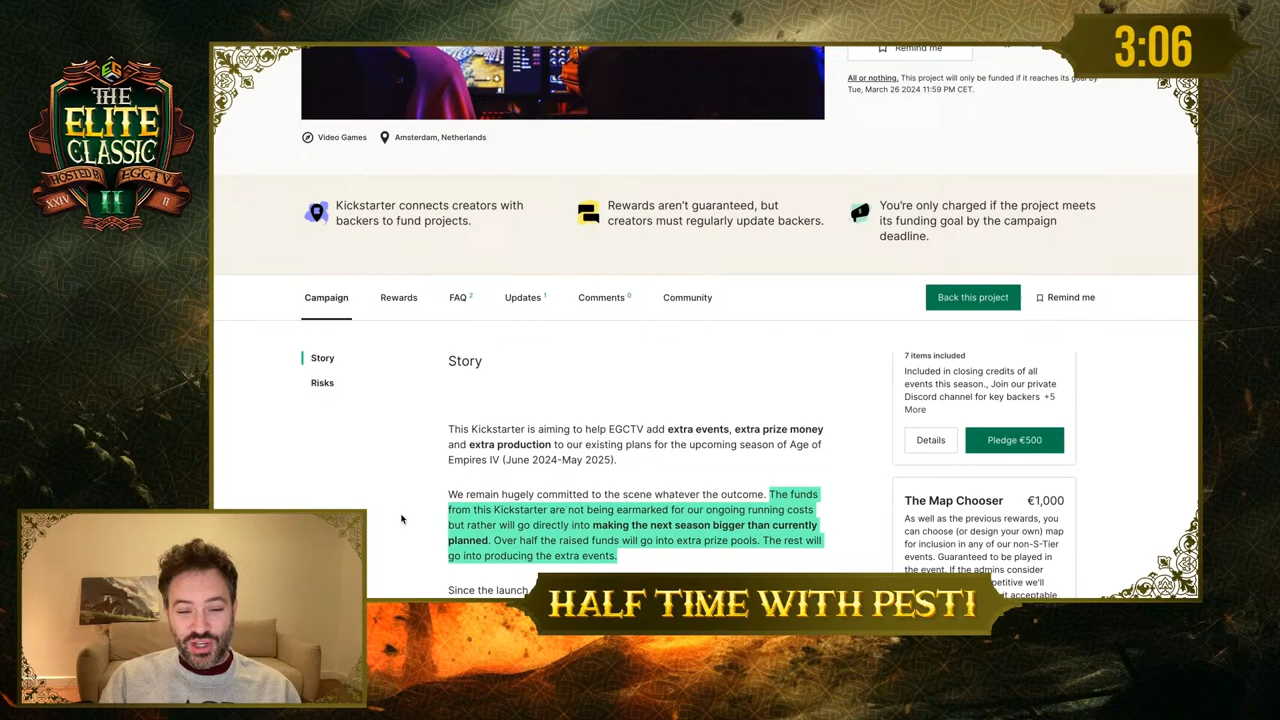 3:06
EG
THE
ELITE
CLASSIC
HOSTED BY EGCTV
XXIV II II
Remind me
All or nothing. This project will only be funded if it reaches its goal by
Tue, March 26 2024 11:59 PM CET.
Video Games Amsterdam, Netherlands
Kickstarter connects creators with
backers to fund projects.
Rewards aren't guaranteed, but
creators must regularly update backers.
You're only charged if the project meets
its funding goal by the campaign
deadline.
Campaign Rewards FAQ 2 Updates 1 Comments 0 Community Back this project Remind me
Story
Risks
Story
This Kickstarter is aiming to help EGCTV add extra events, extra prize money
and extra production to our existing plans for the upcoming season of Age of
Empires IV (June 2024-May 2025).
We remain hugely committed to the scene whatever the outcome. The funds
from this Kickstarter are not being earmarked for our ongoing running costs
but rather will go directly into making the next season bigger than currently
planned. Over half the raised funds will go into extra prize pools. The rest will
go into producing the extra events.
Since the launch
7 items included
Included in closing credits of all
events this season., Join our private
Discord channel for key backers +5
More
Details Pledge €500
The Map Chooser €1,000
As well as the previous rewards, you
can choose (or design your own) map
for inclusion in any of our non-S-Tier
events. Guaranteed to be played in
the event. If the admins consider
petitive we'll
it acceptable
HALF TIME WITH PESTI